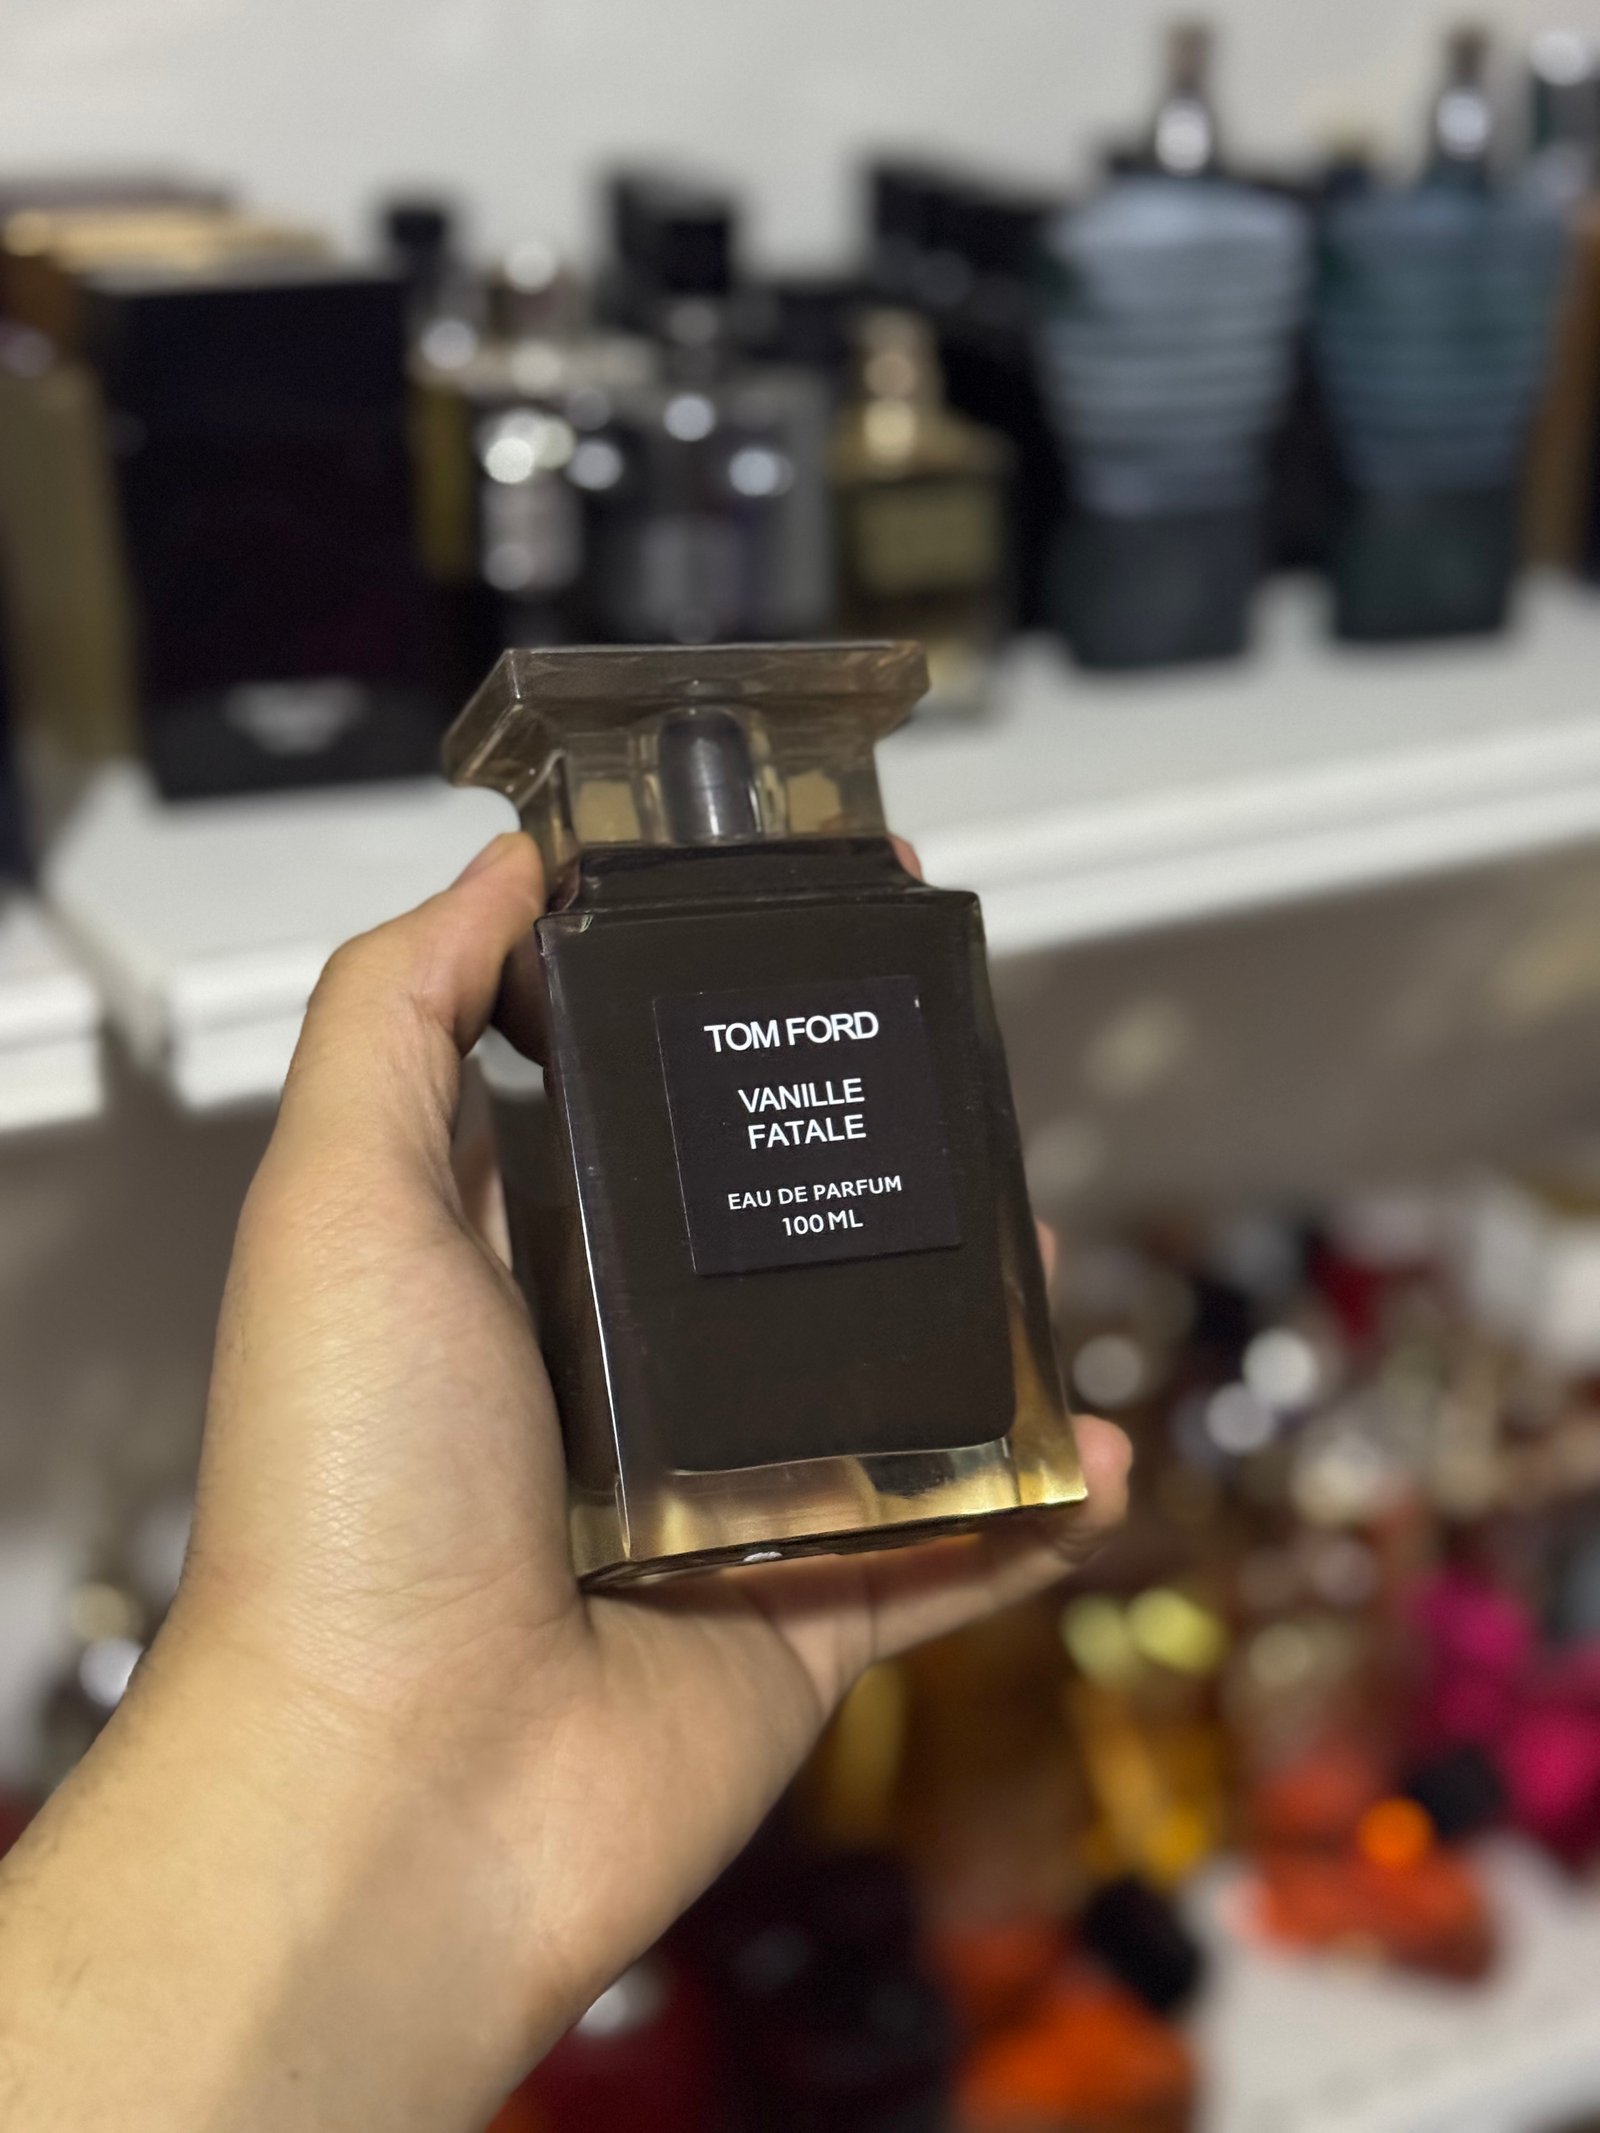 TOM FORD
VANILLE
FATALE
EAU DE PARFUM
100 ML